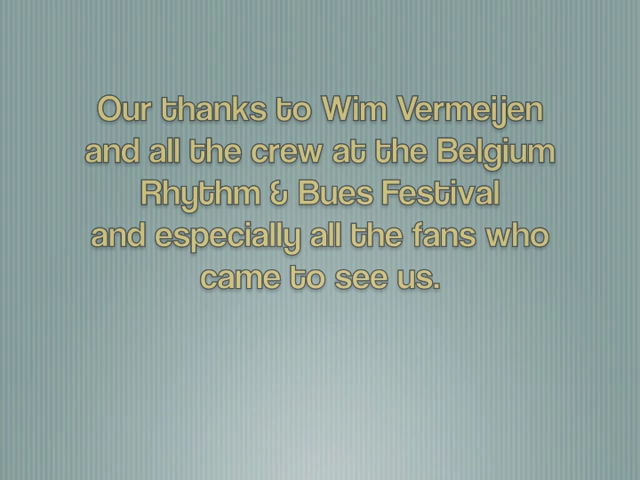 Our thanks to Wim Vermeijen
and all the crew at the Belgium
Rhythm & Bues Festival
and especially all the fans who
came to see us.